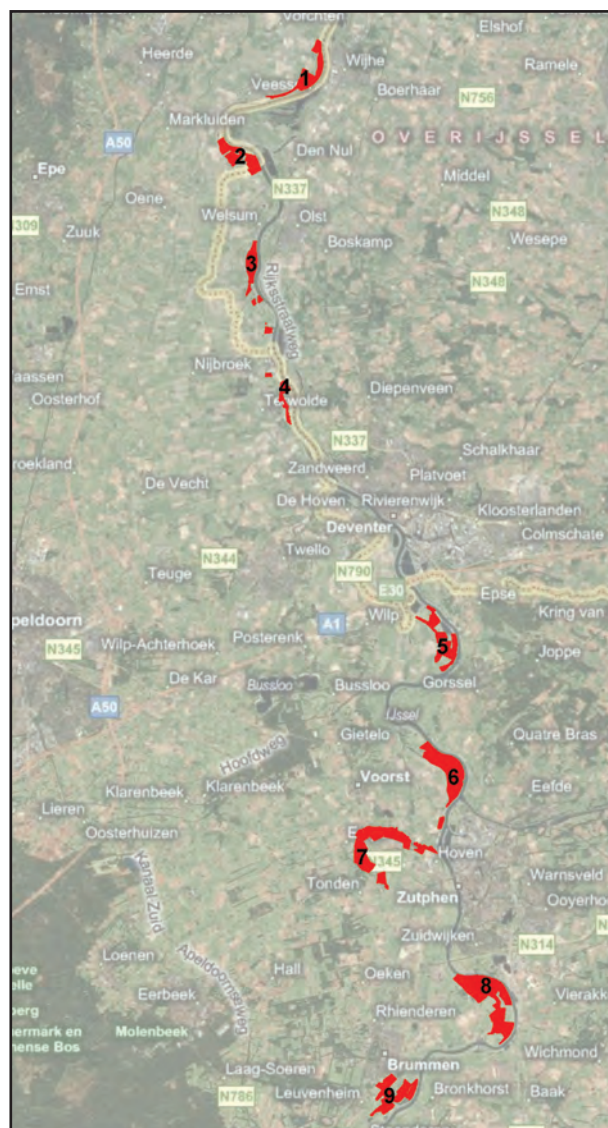 Vorchten
Elshof
Heerde
Wijhe
Ramele
1
Veess
Boerhaar
N756
Markluiden
A50
OVERIJSSEL
2
Den Nul
Epe
Middel
N337
Oene
N348
Welsum
Olst
N309
Zuuk
Boskamp
Wesepe
3
Emst
Rijksstraatweg
N348
Nijbroek
aassen
4
Diepenveen
Oosterhof
Terwolde
N337
Schalkhaar
roekland
Zandweerd
Platvoet
De Vecht
De Hoven
Rivierenwijk
Kloosterlanden
Deventer
Colmschate
N344
Twello
Teuge
N790
E30
Epse
Wilp
Kring van
peldoorn
A1
N345
Wilp-Achterhoek
Posterenk
5
Joppe
De Kar
Bussloo
Bussloo
Gorssel
A50
IJssel
Gietelo
Quatre Bras
Hoofdweg
6
Klarenbeek
Klarenbeek
Voorst
Eefde
Lieren
Oosterhuizen
E
7
N345
Hoven
Kanaal Zuid
Tonden
Warnsveld
Zutphen
Ooyerho
Zuidwijken
N314
Loenen
Apeldoornseweg
Hall
Oeken
8
Eerbeek
Rhienderen
Vierakk
Molenbeek
Wichmond
Laag-Soeren
Brummen
N786
Leuvenheim
9
Bronkhorst
Baak